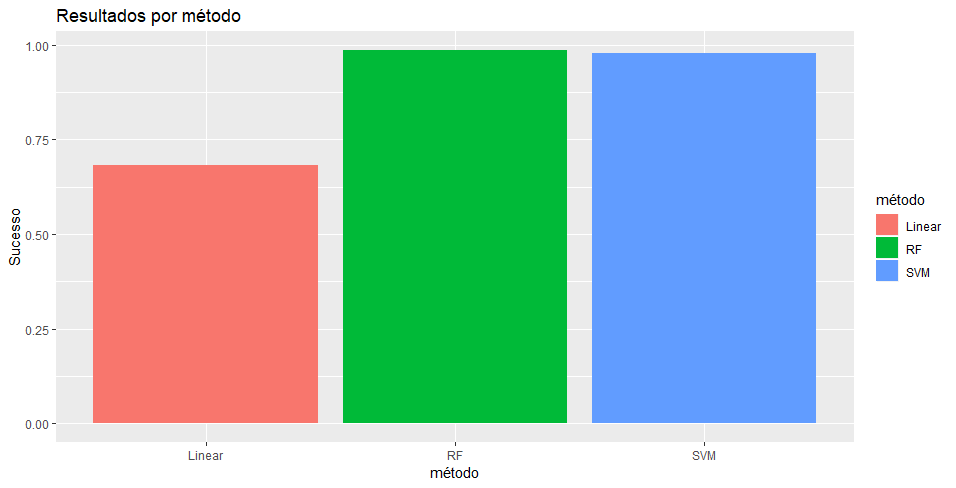 Resultados por método
1.00
0.75
0.50
0.25
0.00
Sucesso
Linear
RF
SVM
método
método
Linear
RF
SVM